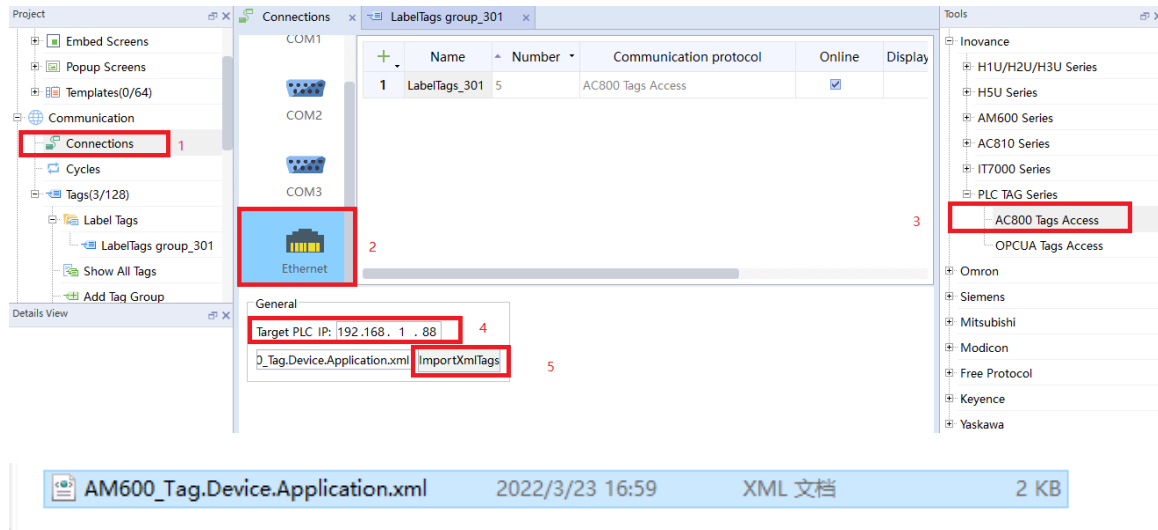 Project
Embed Screens
Popup Screens
Templates(0/64)
Communication
Connections 1
Cycles
Tags(3/128)
Label Tags
LabelTags group_301
Show All Tags
Add Tag Group
Details View
Connections × LabelTags group_301 ×
COM1
COM2
COM3
Ethernet 2
Name Number Communication protocol Online Display
1 LabelTags_301 5 AC800 Tags Access
General
Target PLC IP: 192.168. 1 . 88 4
_Tag.Device.Application.xml ImportXmlTags 5
Tools
Inovance
H1U/H2U/H3U Series
H5U Series
AM600 Series
AC810 Series
IT7000 Series
PLC TAG Series
3 AC800 Tags Access
OPCUA Tags Access
Omron
Siemens
Mitsubishi
Modicon
Free Protocol
Keyence
Yaskawa
AM600_Tag.Device.Application.xml 2022/3/23 16:59 XML 文档 2 KB